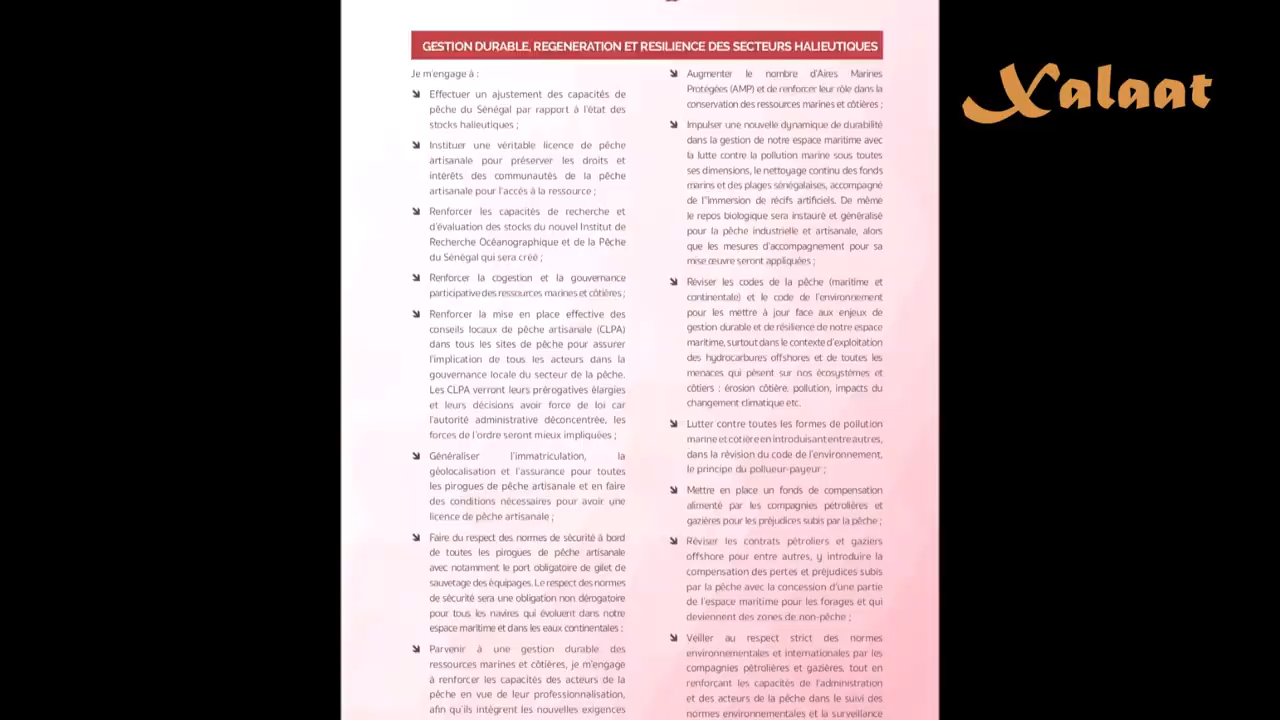 GESTION DURABLE, REGENERATION ET RESILIENCE DES SECTEURS HALIEUTIQUES
Je m'engage à :
Effectuer un ajustement des capacités de
pêche du Sénégal par rapport à l'état des
stocks halieutiques ;
Instituer une véritable licence de pêche
artisanale pour préserver les droits et
intérêts des communautés de la pêche
artisanale pour l'accés à la ressource ;
Renforcer les capacités de recherche et
d'évaluation des stocks du nouvel Institut de
Recherche Océanographique et de la Pêche
du Sénégal qui sera créé ;
Renforcer la cogestion et la gouvernance
participative des ressources marines et côtières ;
Renforcer la mise en place effective des
conseils locaux de pêche artisanale (CLPA)
dans tous les sites de pêche pour assurer
l'implication de tous les acteurs dans la
gouvernance locale du secteur de la pêche.
Les CLPA verront leurs prérogatives élargies
et leurs décisions avoir force de loi car
l'autorité administrative déconcentrée, les
forces de l'ordre seront mieux impliquées ;
Généraliser l'immatriculation, la
géolocalisation et l'assurance pour toutes
les pirogues de pêche artisanale et en faire
des conditions nécessaires pour avoir une
licence de pêche artisanale ;
Faire du respect des normes de sécurité à bord
de toutes les pirogues de pêche artisanale
avec notamment le port obligatoire de gilet de
sauvetage des équipages. Le respect des normes
de sécurité sera une obligation non dérogatoire
pour tous les navires qui évoluent dans notre
espace maritime et dans les eaux continentales ;
Parvenir à une gestion durable des
ressources marines et côtières, je m'engage
à renforcer les capacités des acteurs de la
pêche en vue de leur professionnalisation,
afin qu'ils intègrent les nouvelles exigences
Augmenter le nombre d'Aires Marines
Protégées (AMP) et de renforcer leur rôle dans la
conservation des ressources marines et côtières ;
Impulser une nouvelle dynamique de durabilité
dans la gestion de notre espace maritime avec
la lutte contre la pollution marine sous toutes
ses dimensions, le nettoyage continu des fonds
marins et des plages sénégalaises, accompagné
de l''immersion de récifs artificiels. De même
le repos biologique sera instauré et généralisé
pour la pêche industrielle et artisanale, alors
que les mesures d'accompagnement pour sa
mise œuvre seront appliquées ;
Réviser les codes de la pêche (maritime et
continentale) et le code de l'environnement
pour les mettre à jour face aux enjeux de
gestion durable et de résilience de notre espace
maritime, surtout dans le contexte d'exploitation
des hydrocarbures offshores et de toutes les
menaces qui pèsent sur nos écosystèmes et
côtiers : érosion côtière, pollution, impacts du
changement climatique etc.
Lutter contre toutes les formes de pollution
marine et cotière en introduisant entre autres,
dans la révision du code de l'environnement,
le principe du pollueur-payeur ;
Mettre en place un fonds de compensation
alimenté par les compagnies pétrolières et
gazières pour les préjudices subis par la pêche ;
Réviser les contrats pétroliers et gaziers
offshore pour entre autres, y introduire la
compensation des pertes et préjudices subis
par la pêche avec la concession d'une partie
de l'espace maritime pour les forages et qui
deviennent des zones de non-pêche ;
Veiller au respect strict des normes
environnementales et internationales par les
compagnies pétrolières et gazières, tout en
renforçant les capacités de l'administration
et des acteurs de la pêche dans le suivi des
normes environnementales et la surveillance
Xalaat